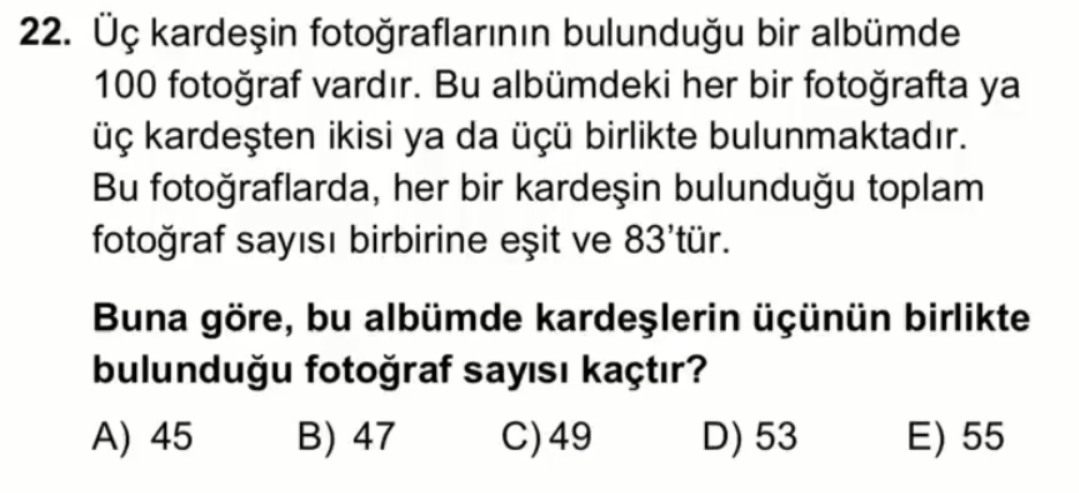 22. Üç kardeşin fotoğraflarının bulunduğu bir albümde
100 fotoğraf vardır. Bu albümdeki her bir fotoğrafta ya
üç kardeşten ikisi ya da üçü birlikte bulunmaktadır.
Bu fotoğraflarda, her bir kardeşin bulunduğu toplam
fotoğraf sayısı birbirine eşit ve 83'tür.
Buna göre, bu albümde kardeşlerin üçünün birlikte
bulunduğu fotoğraf sayısı kaçtır?
A) 45 B) 47 C) 49 D) 53 E) 55